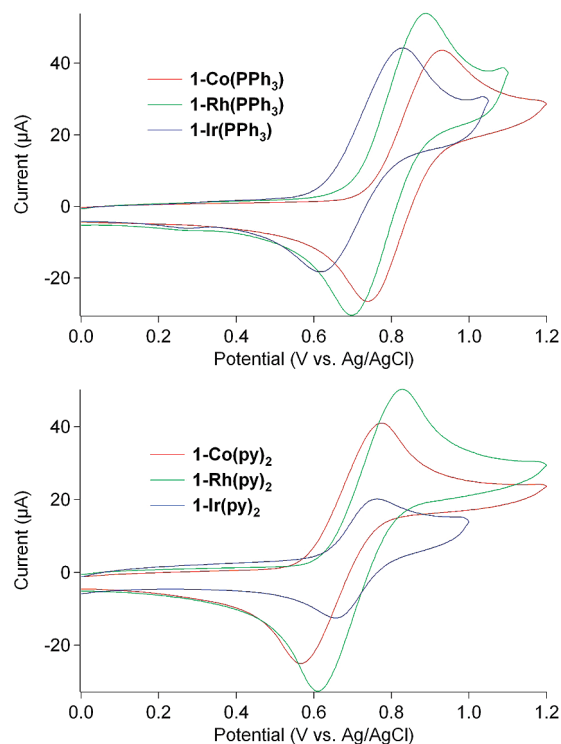 40
20
0
-20
Current (µA)
1-Co(PPh3)
1-Rh(PPh3)
1-Ir(PPh3)
0.0 0.2 0.4 0.6 0.8 1.0 1.2
Potential (V vs. Ag/AgCl)
40
20
0
-20
Current (µA)
1-Co(py)2
1-Rh(py)2
1-Ir(py)2
0.0 0.2 0.4 0.6 0.8 1.0 1.2
Potential (V vs. Ag/AgCl)